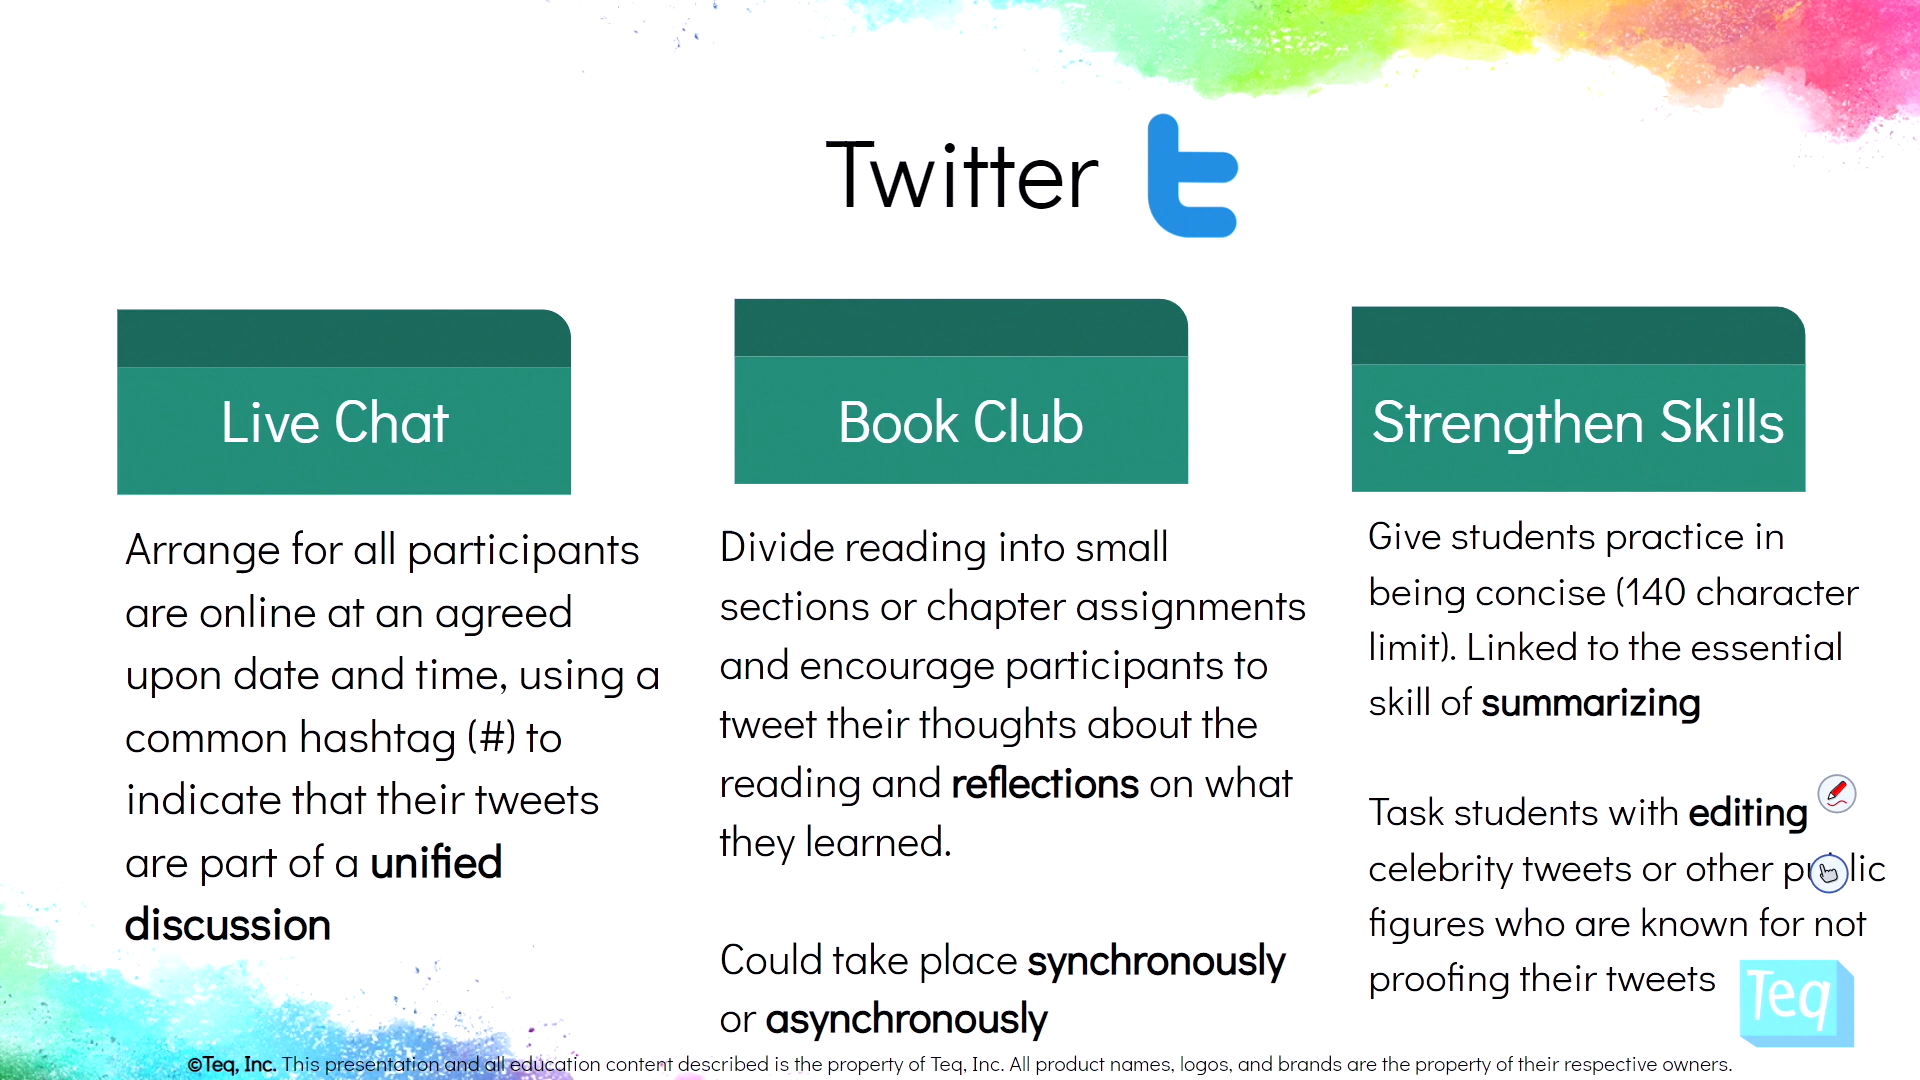 Twitter
Live Chat
Arrange for all participants
are online at an agreed
upon date and time, using a
common hashtag (#) to
indicate that their tweets
are part of a unified
discussion
Book Club
Divide reading into small
sections or chapter assignments
and encourage participants to
tweet their thoughts about the
reading and reflections on what
they learned.
Could take place synchronously
or asynchronously
Strengthen Skills
Give students practice in
being concise (140 character
limit). Linked to the essential
skill of summarizing
Task students with editing
celebrity tweets or other public
figures who are known for not
proofing their tweets
Teq
©Teq, Inc. This presentation and all education content described is the property of Teq, Inc. All product names, logos, and brands are the property of their respective owners.